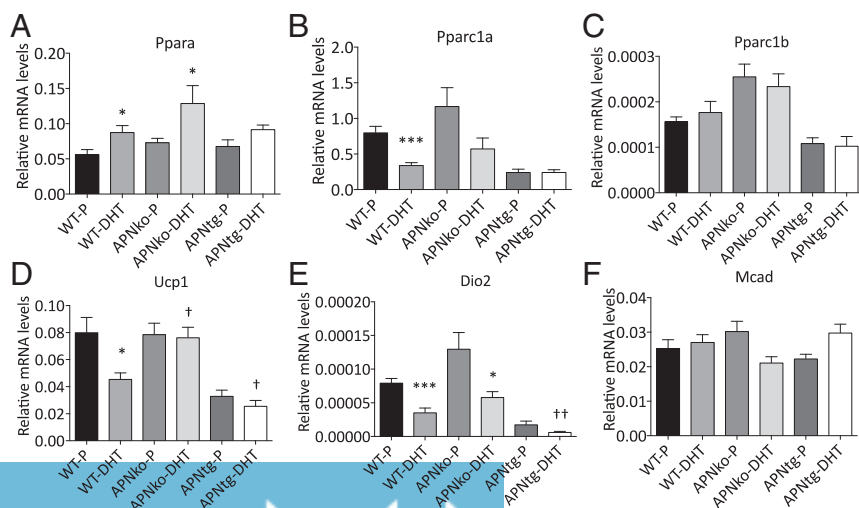 A
Ppara
Relative mRNA levels
0.20
0.15
0.10
0.05
0.00
*
*
WT-P
WT-DHT
APNko-P
APNko-DHT
APNtg-P
APNtg-DHT
B
Pparc1a
Relative mRNA levels
2.0
1.5
1.0
0.5
0.0
***
WT-P
WT-DHT
APNko-P
APNko-DHT
APNtg-P
APNtg-DHT
C
Pparc1b
Relative mRNA levels
0.0003
0.0002
0.0001
0.0000
WT-P
WT-DHT
APNko-P
APNko-DHT
APNtg-P
APNtg-DHT
D
Ucp1
Relative mRNA levels
0.10
0.08
0.06
0.04
0.02
0.00
*
†
†
WT-P
WT-DHT
APNko-P
APNko-DHT
APNtg-P
APNtg-DHT
E
Dio2
Relative mRNA levels
0.00020
0.00015
0.00010
0.00005
0.00000
***
*
††
WT-P
WT-DHT
APNko-P
APNko-DHT
APNtg-P
APNtg-DHT
F
Mcad
Relative mRNA levels
0.04
0.03
0.02
0.01
0.00
WT-P
WT-DHT
APNko-P
APNko-DHT
APNtg-P
APNtg-DHT